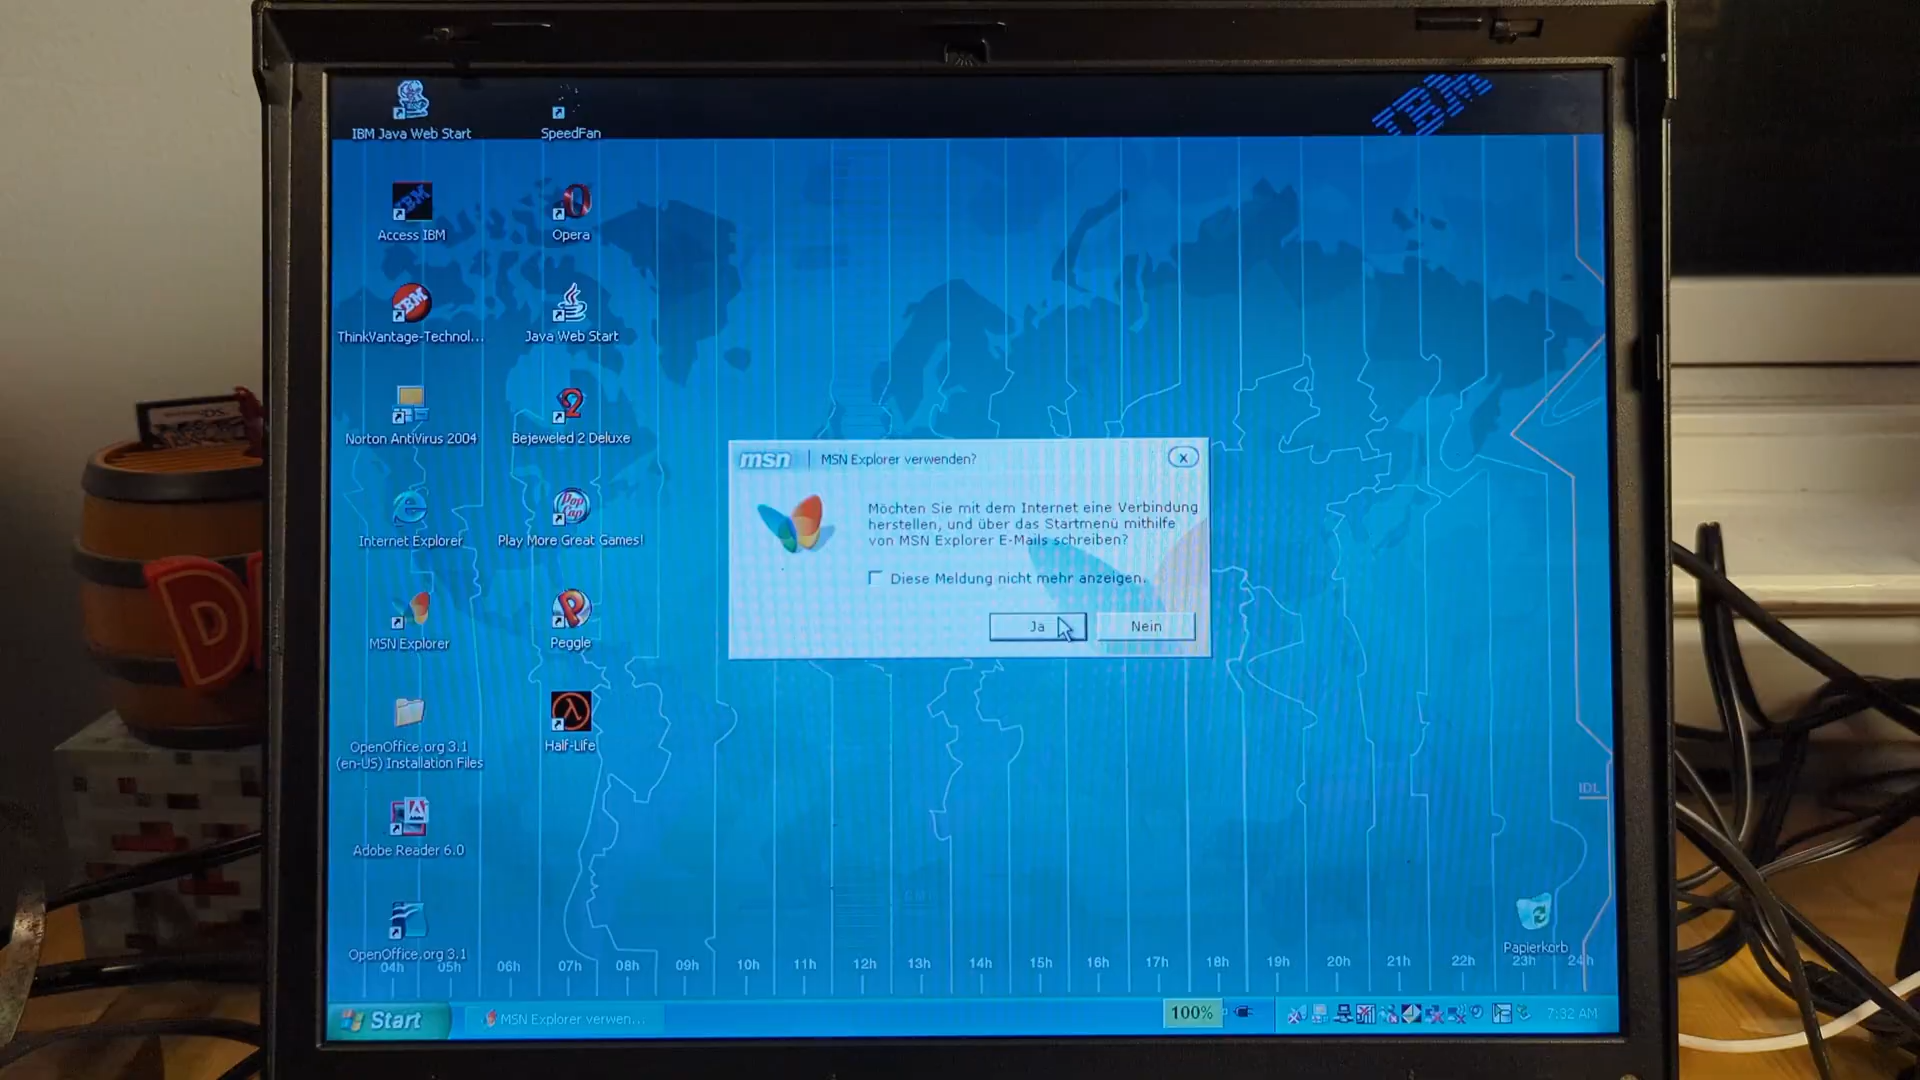 IBM
IBM Java Web Start
SpeedFan
IBM
Access IBM
Opera
IBM
ThinkVantage-Technol...
Java Web Start
Norton AntiVirus 2004
Bejeweled 2 Deluxe
Internet Explorer
Pop Cap
Play More Great Games!
MSN Explorer
Peggle
OpenOffice.org 3.1
(en-US) Installation Files
Half-Life
Adobe Reader 6.0
OpenOffice.org 3.1
msn
MSN Explorer verwenden?
Möchten Sie mit dem Internet eine Verbindung
herstellen, und über das Startmenü mithilfe
von MSN Explorer E-Mails schreiben?
Diese Meldung nicht mehr anzeigen.
Ja
Nein
IDL
Papierkorb
04h 05h 06h 07h 08h 09h 10h 11h 12h 13h 14h 15h 16h 17h 18h 19h 20h 21h 22h 23h 24h
Start
MSN Explorer verwen...
100%
7:32 AM